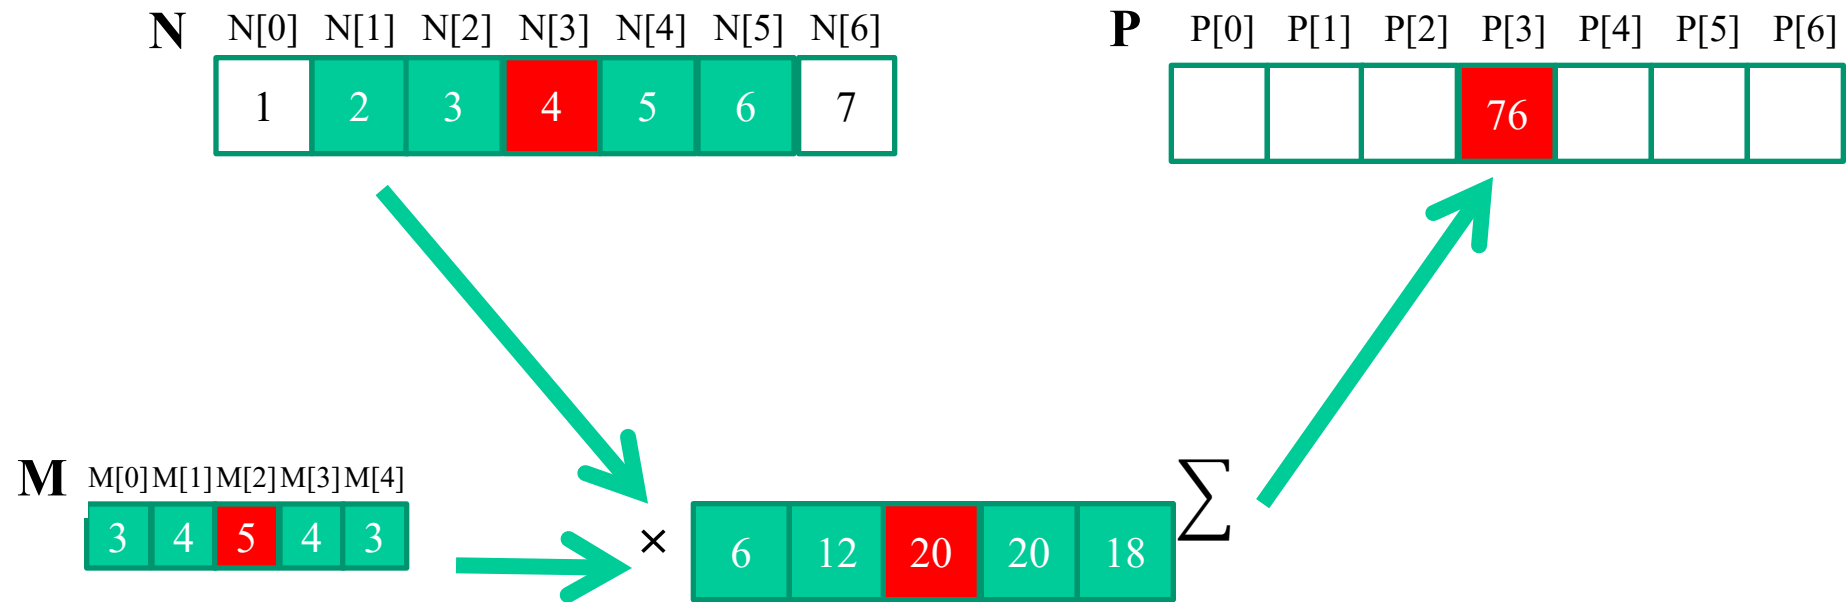 N N[0] N[1] N[2] N[3] N[4] N[5] N[6]
1 2 3 4 5 6 7
P P[0] P[1] P[2] P[3] P[4] P[5] P[6]
76
M M[0] M[1] M[2] M[3] M[4]
3 4 5 4 3
× 6 12 20 20 18 ∑